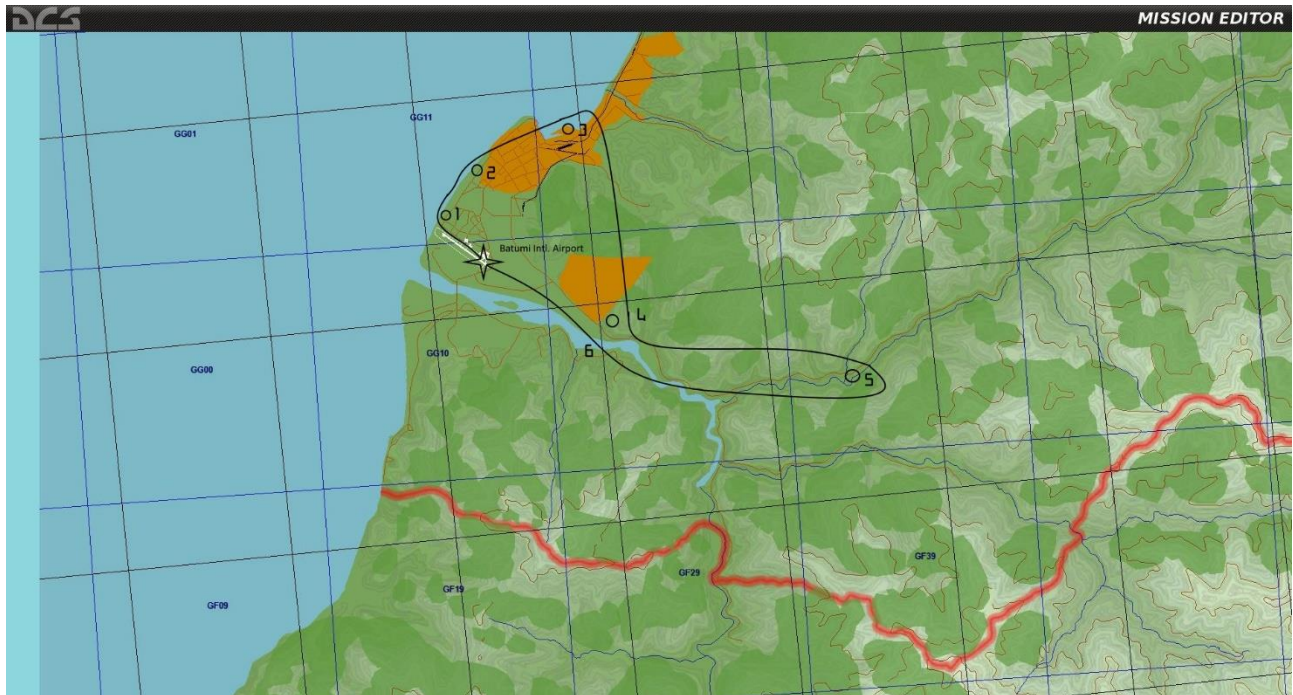 DCS MISSION EDITOR
GG11
GG01
3
2
1
Batumi Intl. Airport
4
6
GG10
GG00
5
GF39
GF29
GF19
GF09